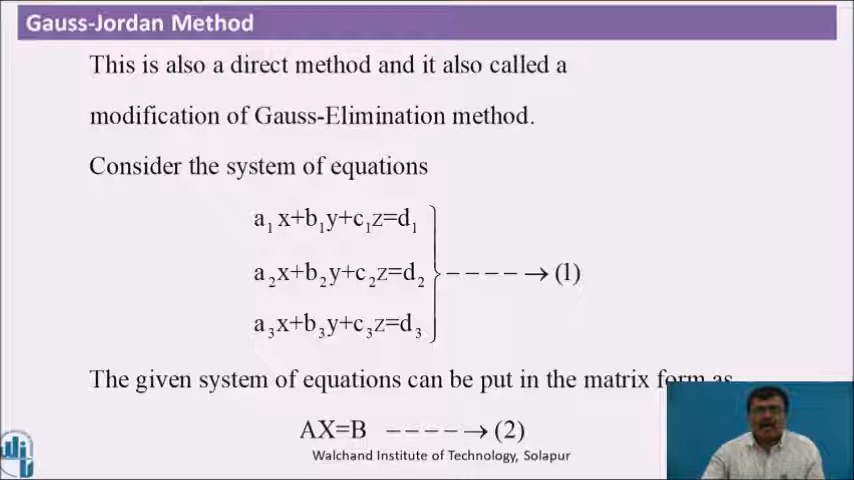 Gauss-Jordan Method
This is also a direct method and it also called a
modification of Gauss-Elimination method.
Consider the system of equations
a₁x+b₁y+c₁z=d₁
a₂x+b₂y+c₂z=d₂ ----→(1)
a₃x+b₃y+c₃z=d₃
The given system of equations can be put in the matrix form as
AX=B ----→(2)
Walchand Institute of Technology, Solapur